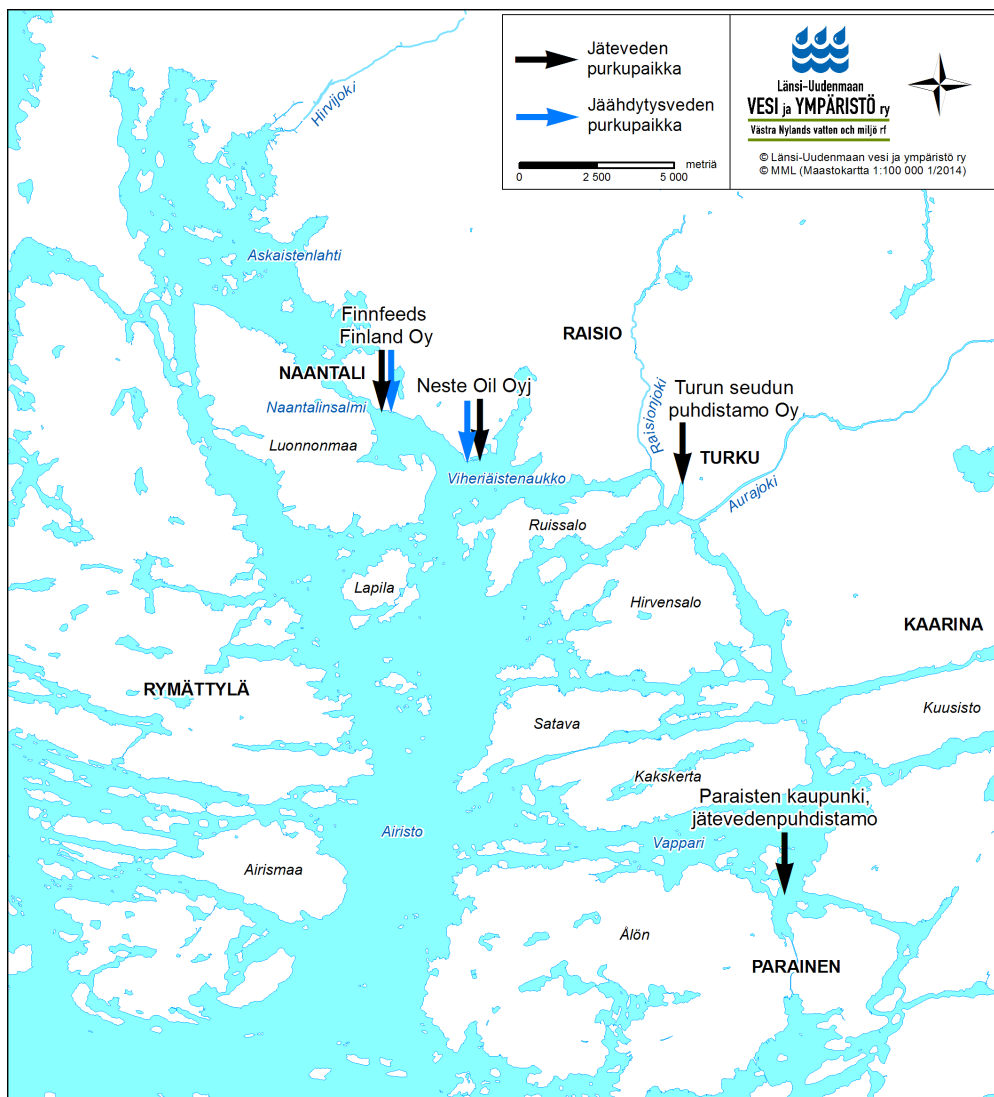 Jäteveden
purkupaikka
Jäähdytysveden
purkupaikka
metriä
0 2 500 5 000
Länsi-Uudenmaan
VESI ja YMPÄRISTÖ ry
Västra Nylands vatten och miljö rf
© Länsi-Uudenmaan vesi ja ympäristö ry
© MML (Maastokartta 1:100 000 1/2014)
Hirvijoki
Askaistenlahti
Finnfeeds
Finland Oy
RAISIO
NAANTALI
Neste Oil Oyj
Turun seudun
puhdistamo Oy
Naantalinsalmi
Raisionjoki
Luonnonmaa
TURKU
Viheriäistenaukko
Aurajoki
Ruissalo
Lapila
Hirvensalo
KAARINA
RYMÄTTYLÄ
Kuusisto
Satava
Kakskerta
Paraisten kaupunki,
jätevedenpuhdistamo
Airisto
Vappari
Airismaa
Ålön
PARAINEN